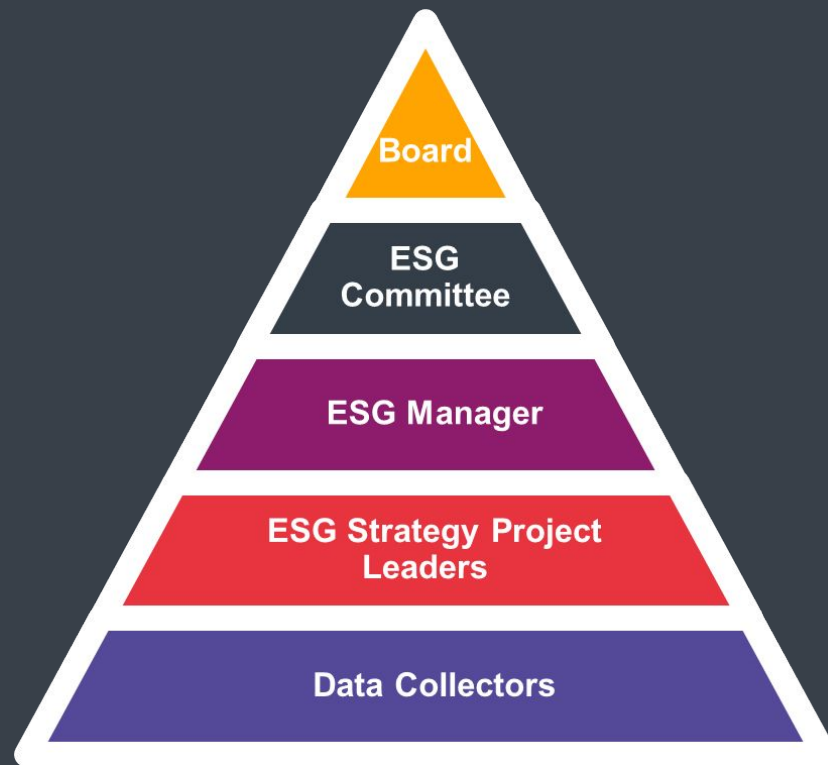 Board
ESG
Committee
ESG Manager
ESG Strategy Project
Leaders
Data Collectors